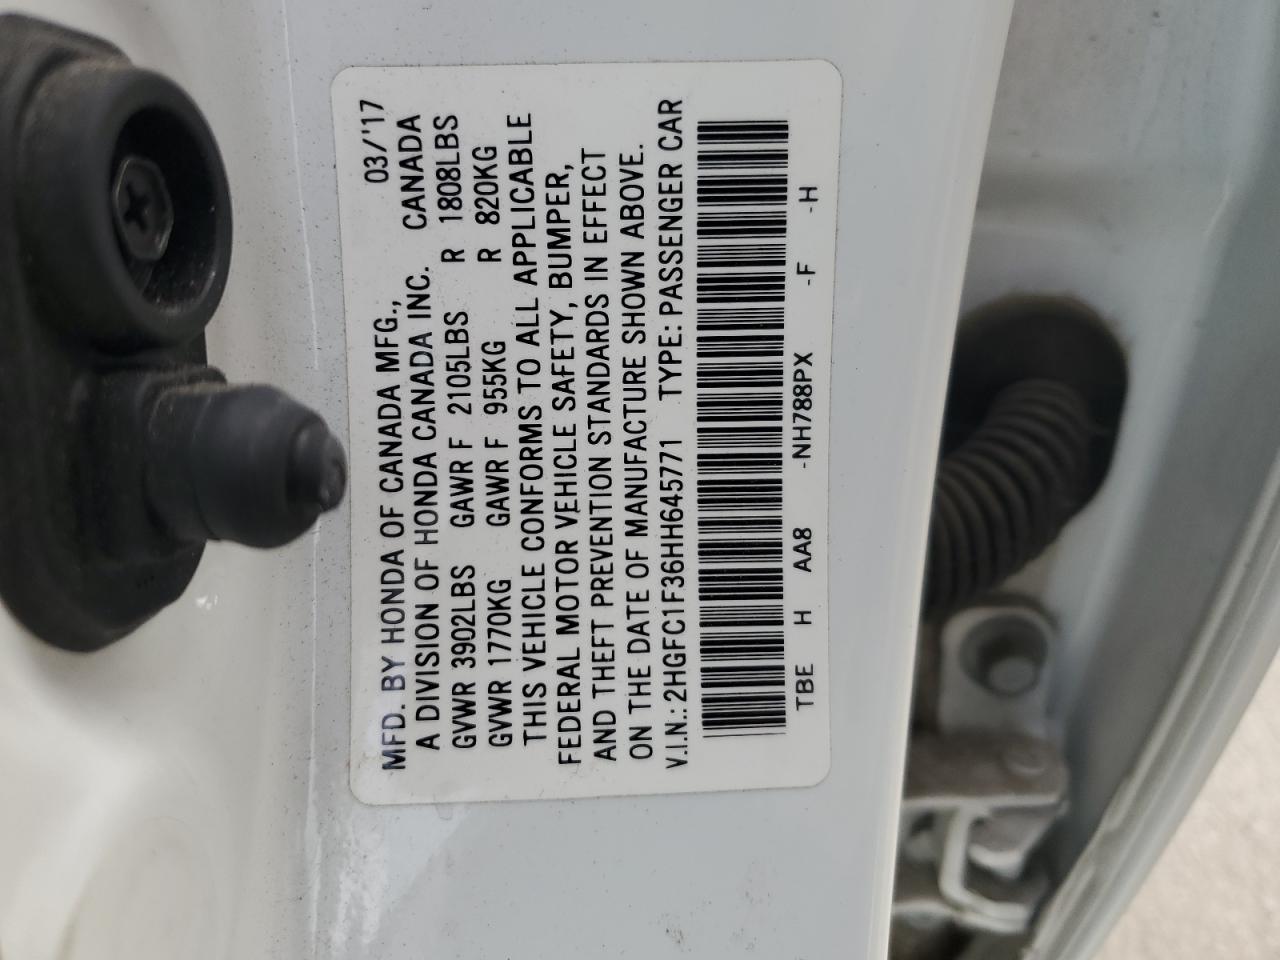 03/'17
MFD. BY HONDA OF CANADA MFG.,
A DIVISION OF HONDA CANADA INC. CANADA
GVWR 3902LBS GAWR F 2105LBS R 1808LBS
GVWR 1770KG GAWR F 955KG R 820KG
THIS VEHICLE CONFORMS TO ALL APPLICABLE
FEDERAL MOTOR VEHICLE SAFETY, BUMPER,
AND THEFT PREVENTION STANDARDS IN EFFECT
ON THE DATE OF MANUFACTURE SHOWN ABOVE.
V.I.N.: 2HGFC1F36HH645771 TYPE: PASSENGER CAR
TBE H AA8 -NH788PX -F -H